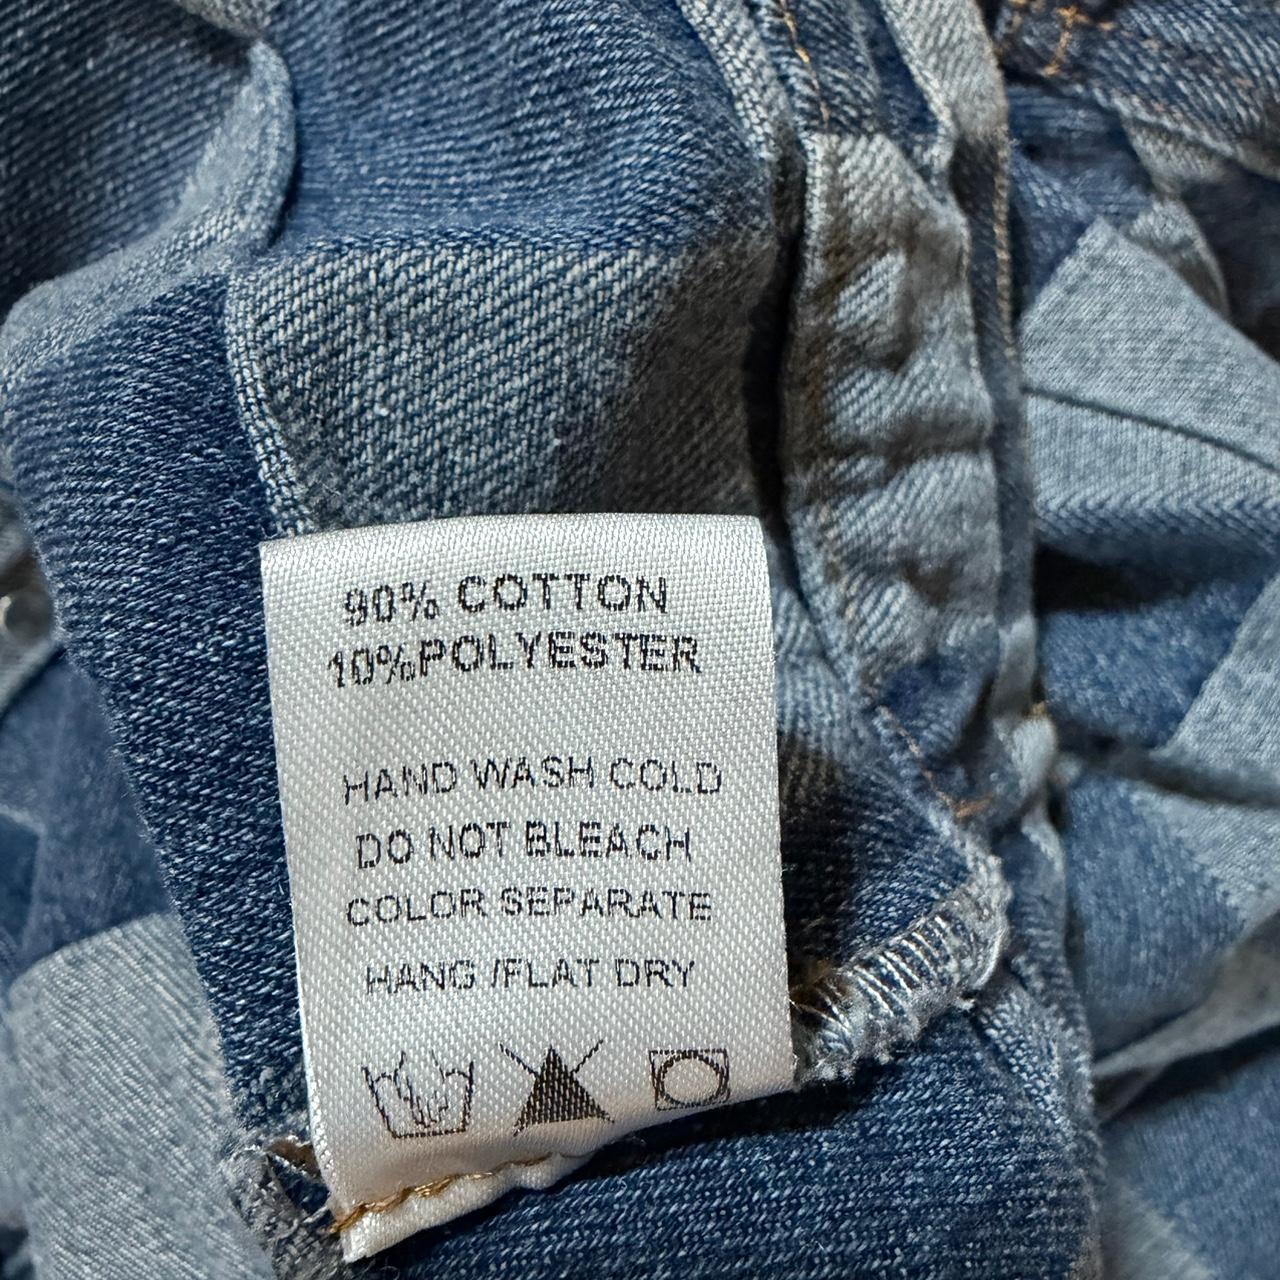 90% COTTON
10%POLYESTER
HAND WASH COLD
DO NOT BLEACH
COLOR SEPARATE
HANG /FLAT DRY